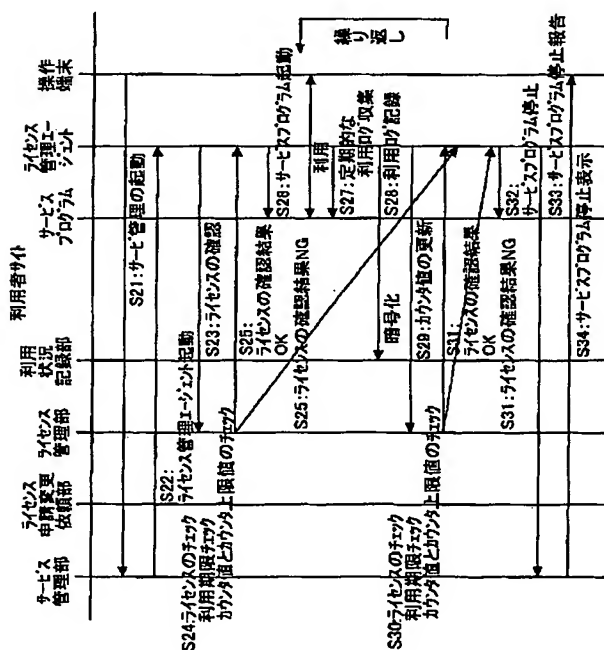 利用者サイト
サービス
管理部
ライセンス
申請変更
依頼部
ライセンス
管理部
利用
状況
記録部
サービス
プログラム
ライセンス
管理エー
ジェント
操作
端末
S21:サービ管理の起動
S22:
ライセンス管理エージェント起動
S23:ライセンスの確認
S24:ライセンスのチェック
利用期限チェック
カウンタ値とカウンタ上限値のチェック
S25:
ライセンスの確認結果
OK
S25:ライセンスの確認結果NG
S26:サービスプログラム起動
利用
S27:定期的な
利用ログ収集
S28:利用ログ記録
暗号化
S29:カウンタ値の更新
S30:ライセンスのチェック
利用期限チェック
カウンタ値とカウンタ上限値のチェック
S31:
ライセンスの確認結果
OK
S31:ライセンスの確認結果NG
S32:
サービスプログラム停止
S33:サービスプログラム停止報告
S34:サービスプログラム停止表示
繰り返し